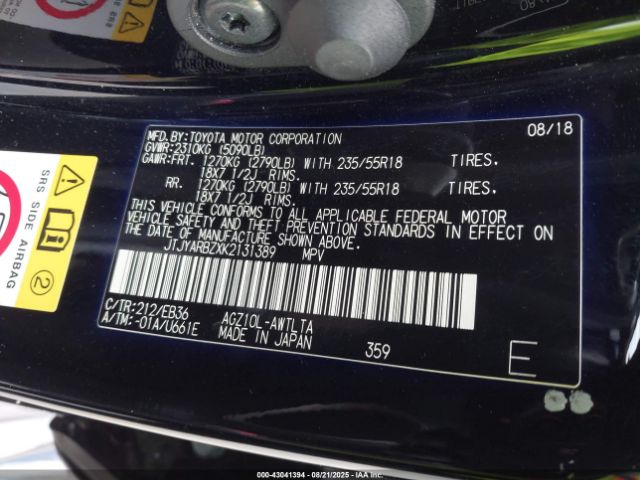 MFD.BY:TOYOTA MOTOR CORPORATION 08/18
GVWR:2310KG (5090LB)
GAWR:FRT. 1270KG (2790LB) WITH 235/55R18 TIRES.
18X7 1/2J RIMS.
RR. 1270KG (2790LB) WITH 235/55R18 TIRES.
18X7 1/2J RIMS.
THIS VEHICLE CONFORMS TO ALL APPLICABLE FEDERAL MOTOR
VEHICLE SAFETY AND THEFT PREVENTION STANDARDS IN EFFECT ON
THE DATE OF MANUFACTURE SHOWN ABOVE.
JTJYARBZXK2131389 MPV
C/TR:212/EB36 AGZ10L-AWTLTA
A/TM:-01A/U661E MADE IN JAPAN 359 E
SRS SIDE AIRBAG
2
000-43041394 - 08/21/2025 - IAA Inc.